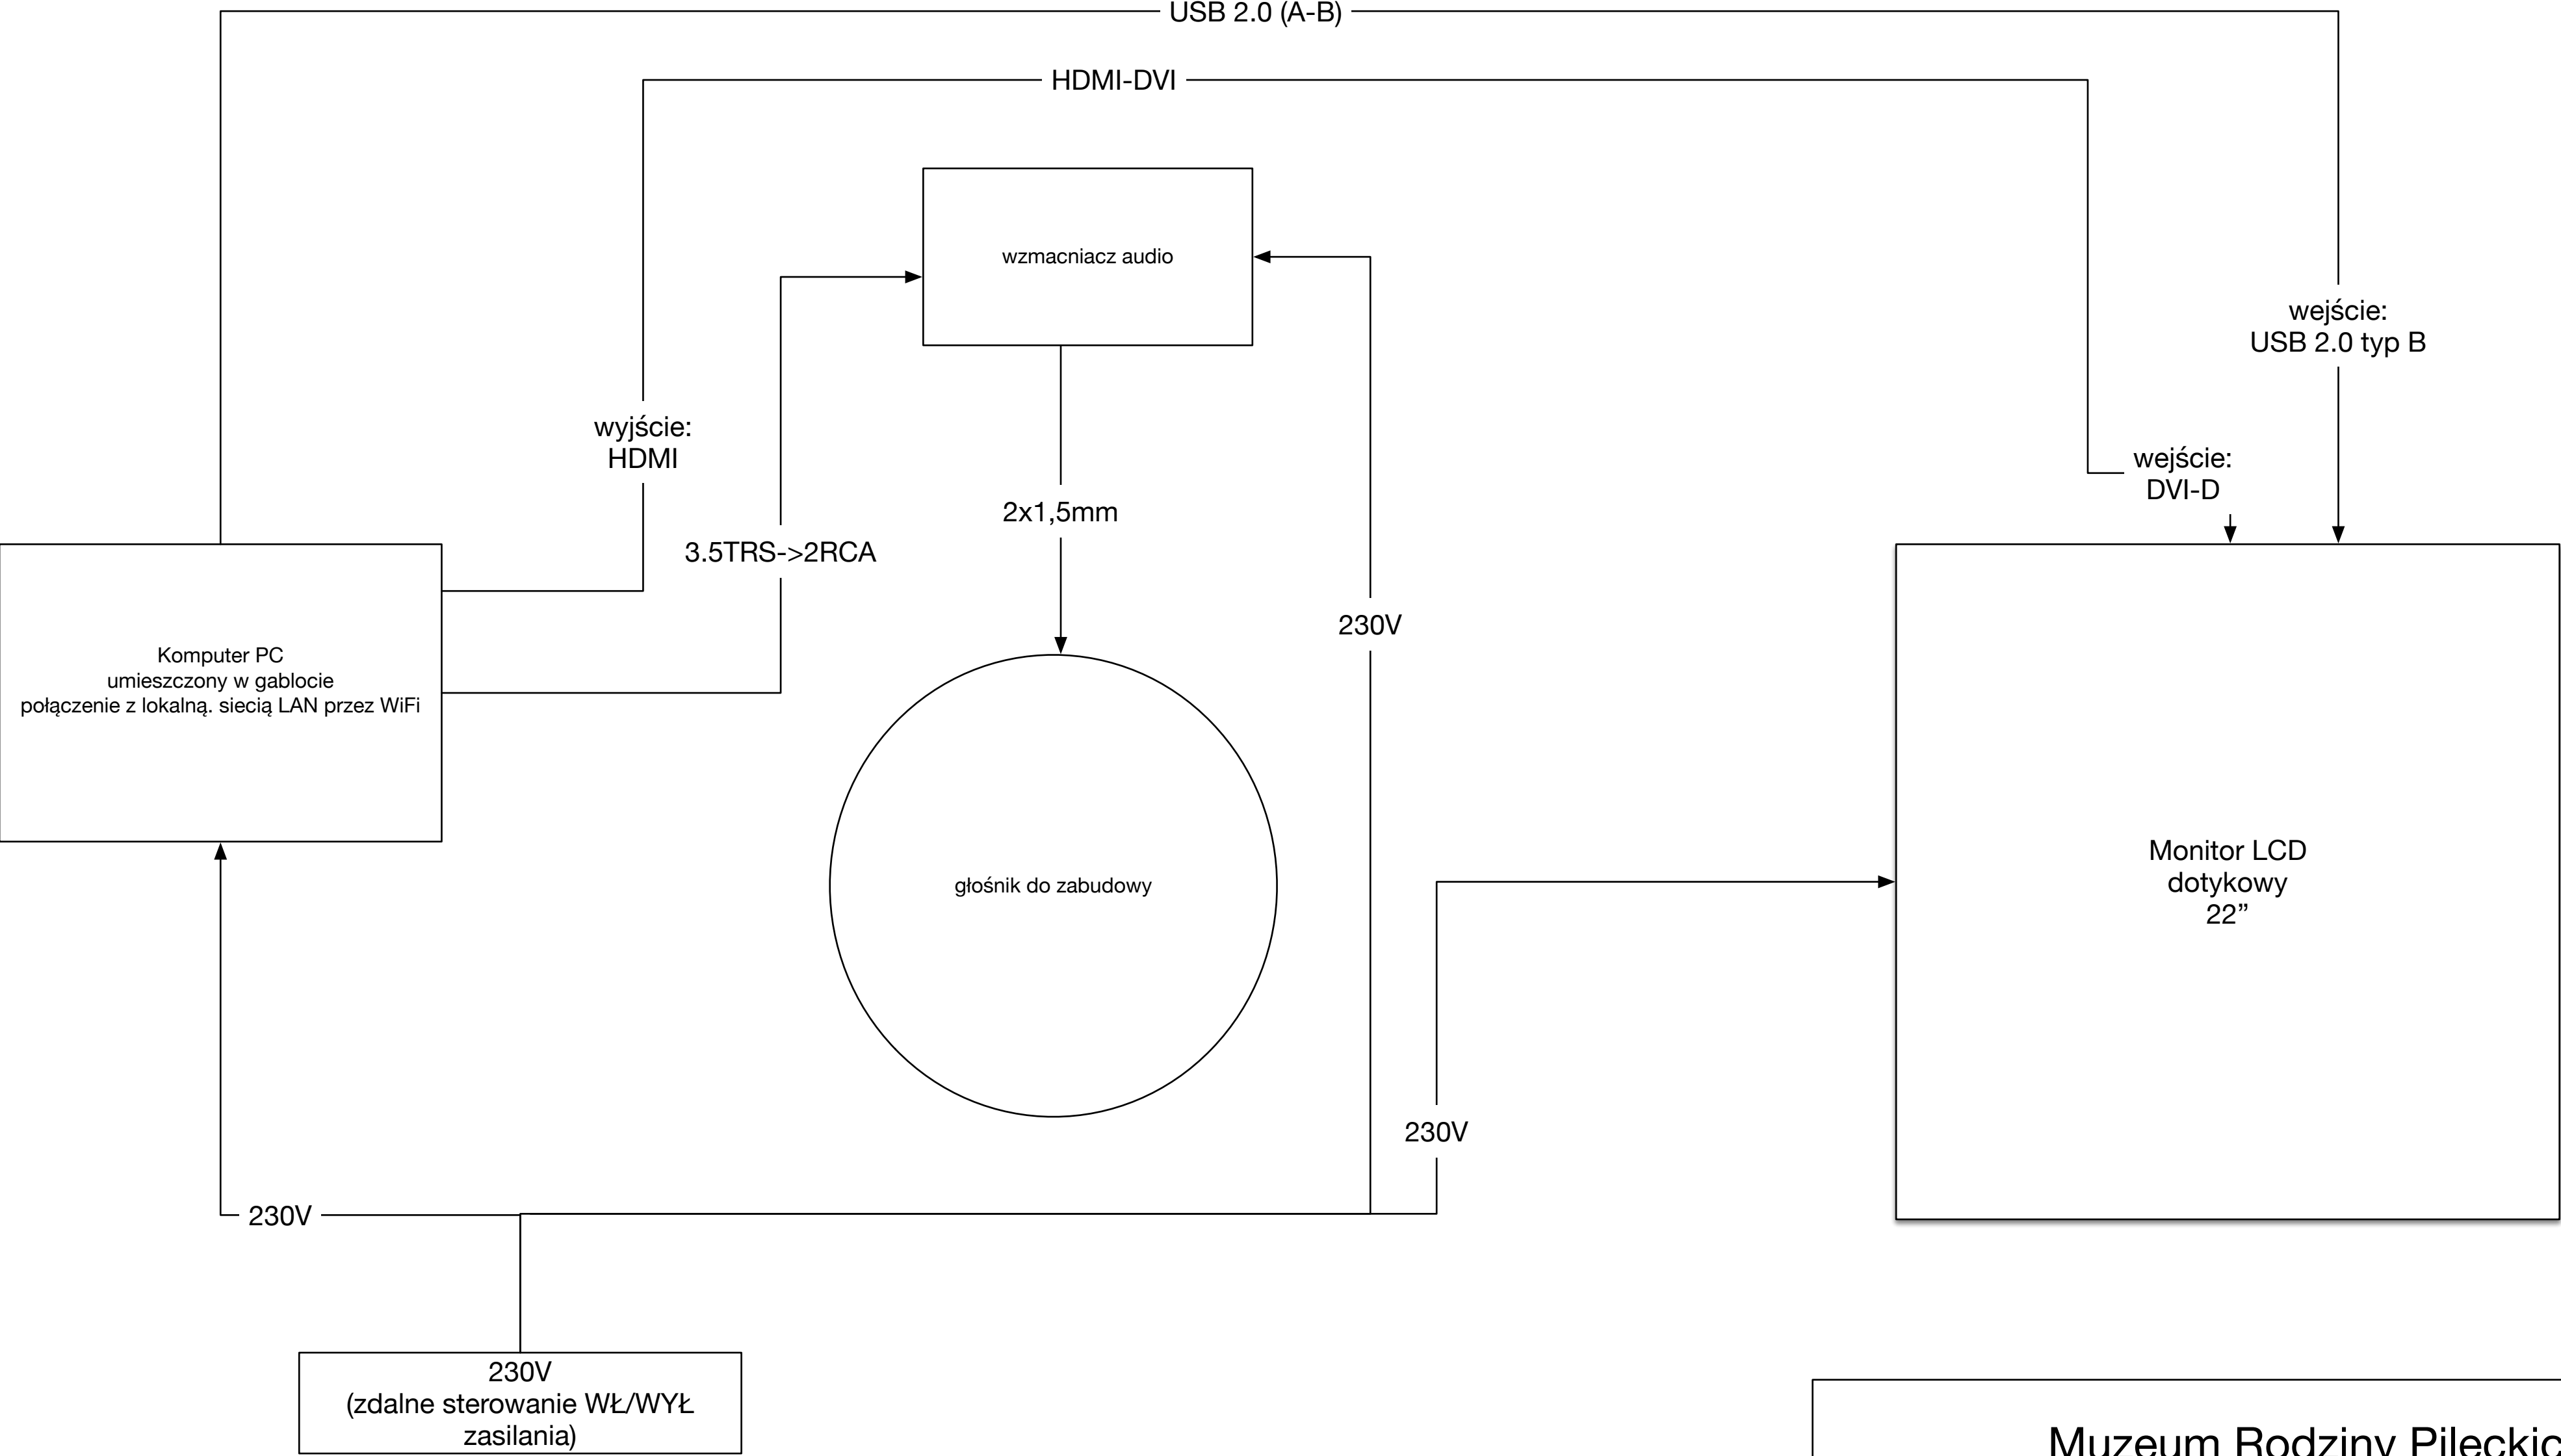 USB 2.0 (A-B)
HDMI-DVI
wzmacniacz audio
wejście:
USB 2.0 typ B
wyjście:
HDMI
wejście:
DVI-D
2x1,5mm
3.5TRS->2RCA
230V
Komputer PC
umieszczony w gablocie
połączenie z lokalną. siecią LAN przez WiFi
głośnik do zabudowy
Monitor LCD
dotykowy
22”
230V
230V
230V
(zdalne sterowanie WŁ/WYŁ
zasilania)
Muzeum Rodziny